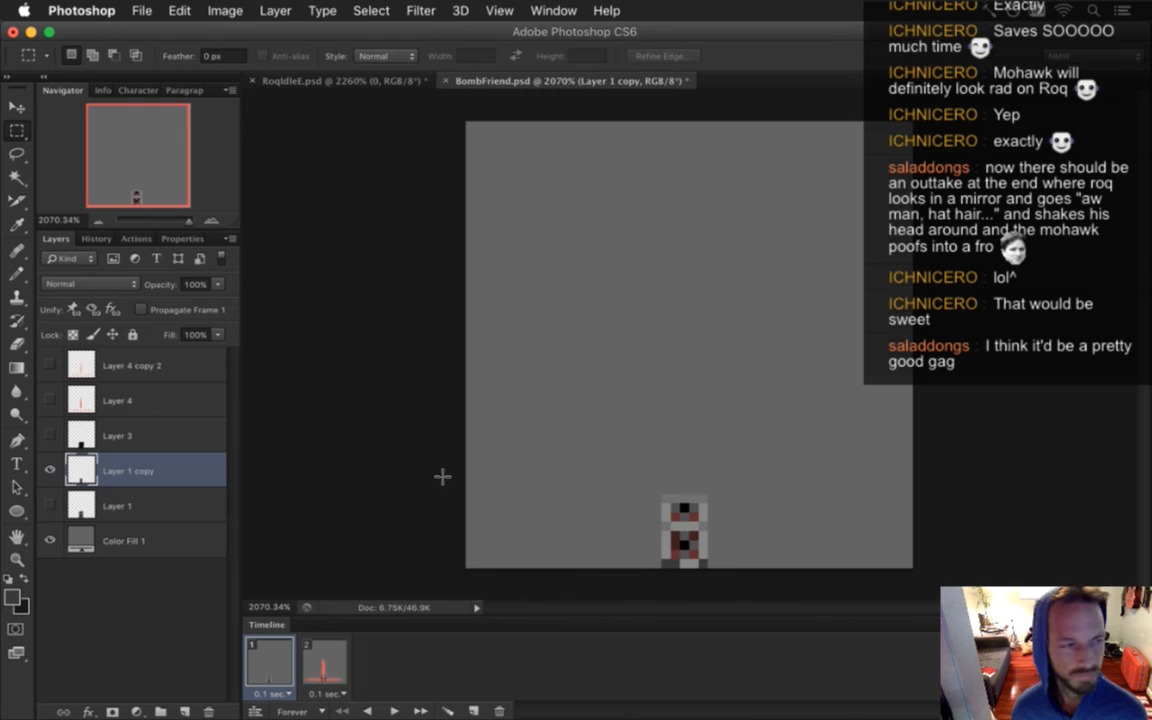 Photoshop File Edit Image Layer Type Select Filter 3D View Window Help
Adobe Photoshop CS6
Feather: 0 px Anti-alias Style: Normal Width: Height: Refine Edge...
Navigator Info Character Paragraph
RoqIdleE.psd @ 2260% (0, RGB/8*) *
BombFriend.psd @ 2070% (Layer 1 copy, RGB/8*) *
2070.34%
Layers History Actions Properties
Kind
Normal Opacity: 100%
Unify: Propagate Frame 1
Lock: Fill: 100%
Layer 4 copy 2
Layer 4
Layer 3
Layer 1 copy
Layer 1
Color Fill 1
2070.34% Doc: 6.75K/46.9K
Timeline
1 2
0.1 sec. 0.1 sec.
Forever
ICHNICERO : Exactly
ICHNICERO : Saves SOOOOO
much time
ICHNICERO : Mohawk will
definitely look rad on Roq
ICHNICERO : Yep
ICHNICERO : exactly
saladdongs : now there should be
an outtake at the end where roq
looks in a mirror and goes "aw
man, hat hair..." and shakes his
head around and the mohawk
poofs into a fro
ICHNICERO : lol^
ICHNICERO : That would be
sweet
saladdongs : I think it'd be a pretty
good gag